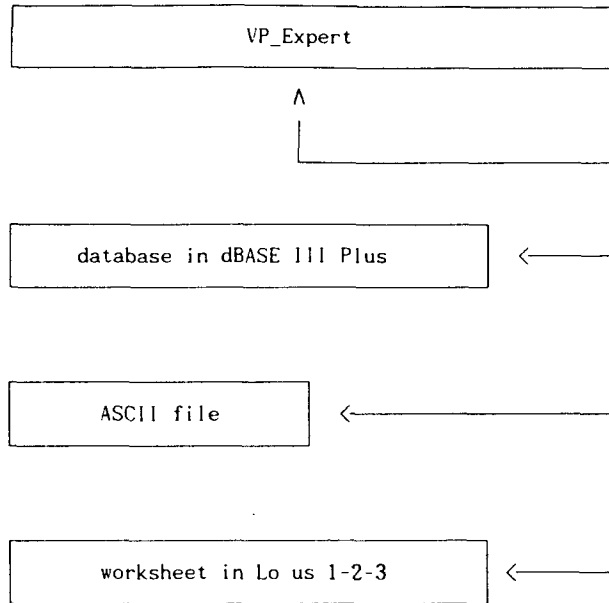 VP_Expert
database in dBASE III Plus
ASCII file
worksheet in Lo us 1-2-3